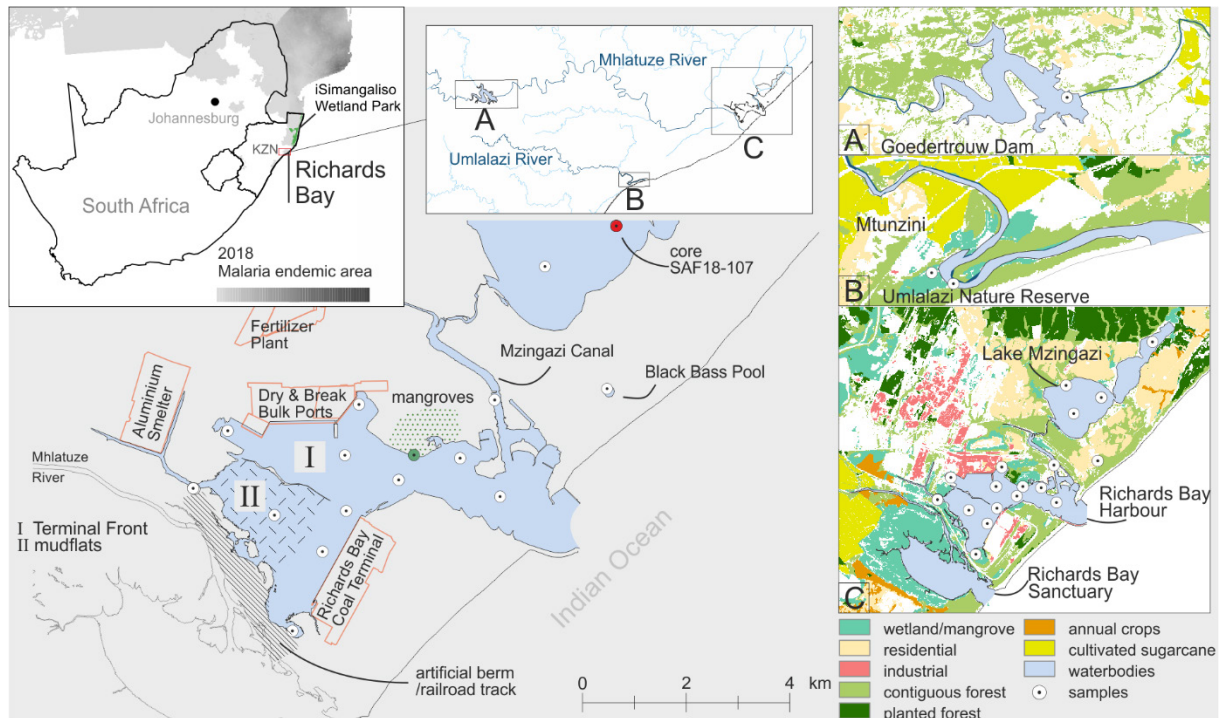 iSimangaliso
Wetland Park
Johannesburg
KZN
Richards
Bay
South Africa
2018
Malaria endemic area
Mhlatuze River
A
Umlalazi River
B
C
core
SAF18-107
Fertilizer
Plant
Mzingazi Canal
Black Bass Pool
Aluminium
Smelter
Dry & Break
Bulk Ports
mangroves
I
Mhlatuze
River
II
I Terminal Front
II mudflats
Richards Bay
Coal Terminal
Indian Ocean
artificial berm
/railroad track
0 2 4 km
A
Goedertrouw Dam
Mtunzini
B
Umlalazi Nature Reserve
Lake Mzingazi
Richards Bay
Harbour
Richards Bay
Sanctuary
C
wetland/mangrove
residential
industrial
contiguous forest
planted forest
annual crops
cultivated sugarcane
waterbodies
samples